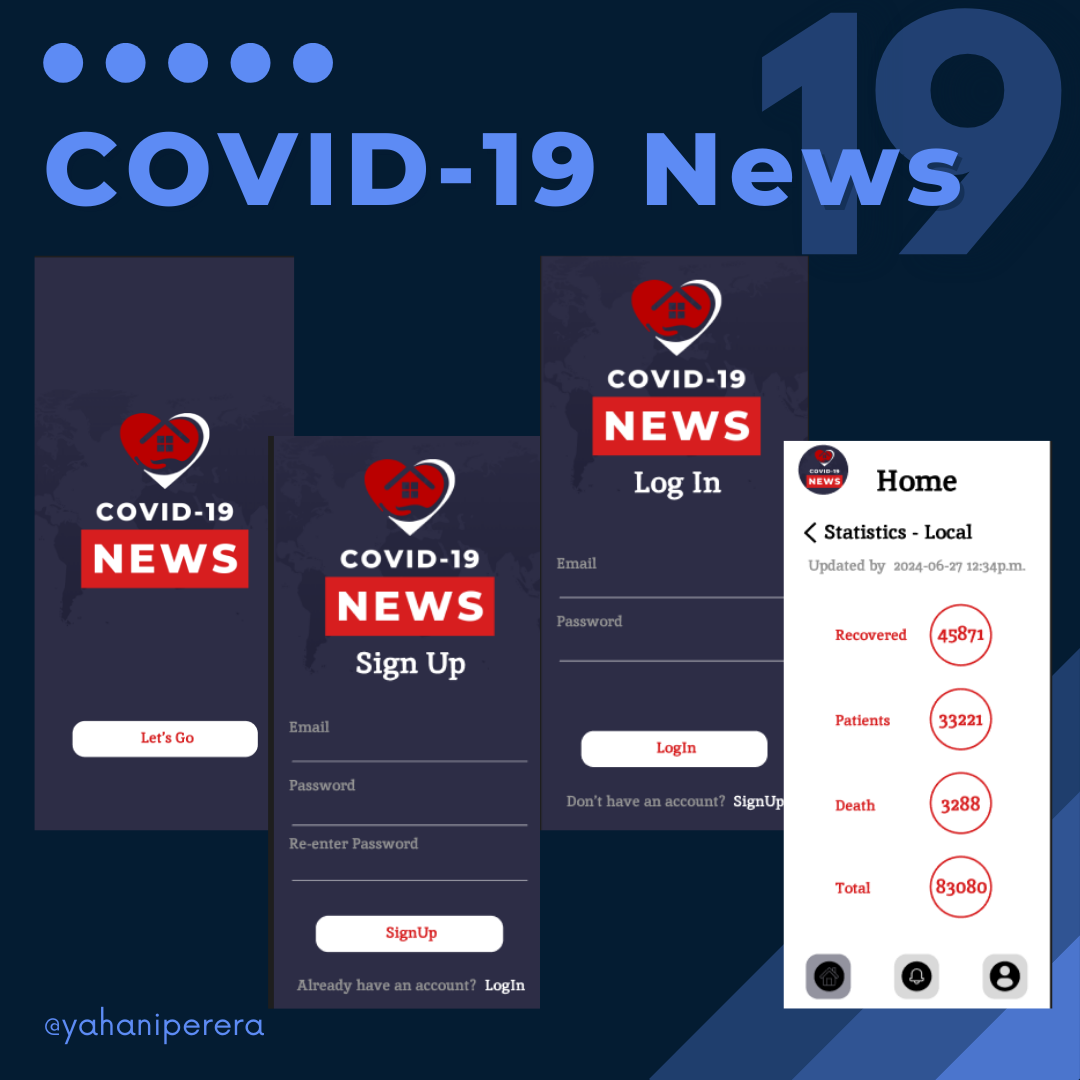 19
COVID-19 News
COVID-19
NEWS
Let's Go
COVID-19
NEWS
Sign Up
Email
Password
Re-enter Password
SignUp
Already have an account? LogIn
COVID-19
NEWS
Log In
Email
Password
LogIn
Don't have an account? SignUp
COVID-19
NEWS
Home
Statistics - Local
Updated by 2024-06-27 12:34p.m.
Recovered 45871
Patients 33221
Death 3288
Total 83080
@yahaniperera